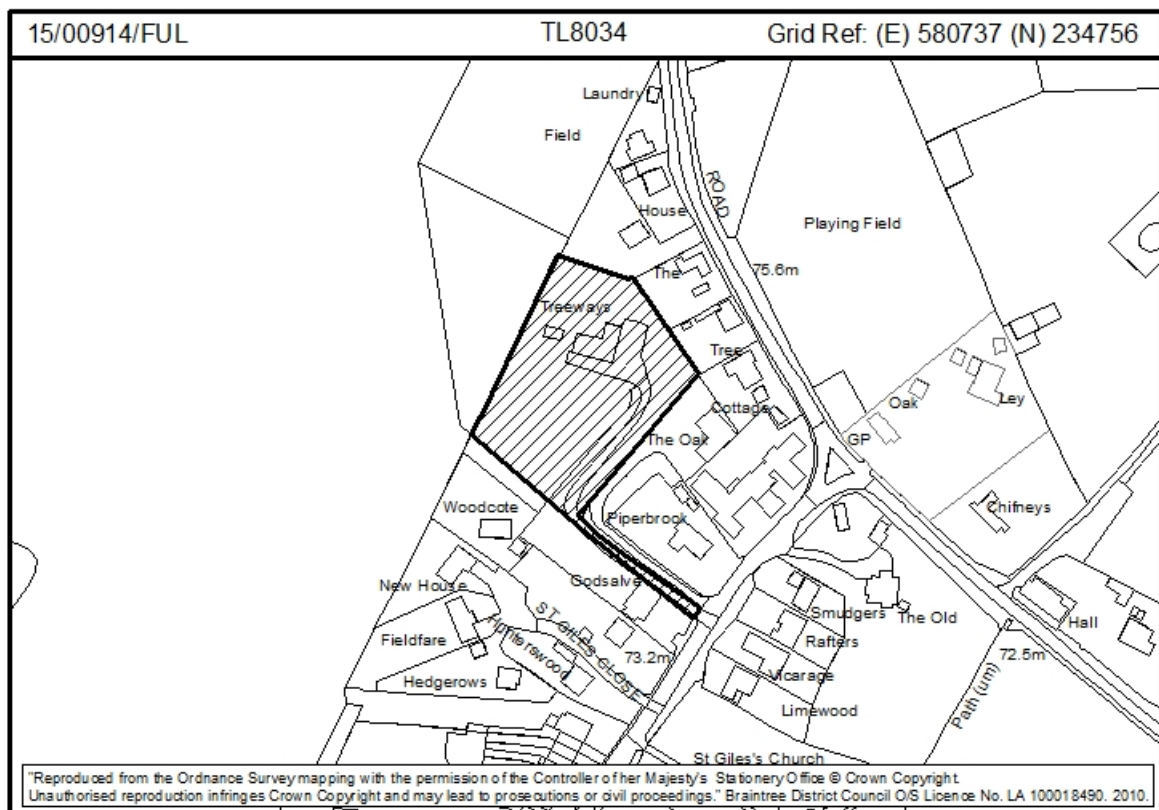 15/00914/FUL TL8034 Grid Ref: (E) 580737 (N) 234756
Laundry
Field
ROAD
House
Playing Field
The
75.6m
Treeways
Tree
Cottage
Oak
Ley
The Oak
GP
Woodcote
Piperbrook
Chifneys
New House
Godsalve
Smudgers
The Old
Hall
ST GILES CLOSE
Fieldfare
Hunterswood
Rafters
73.2m
72.5m
Hedgerows
Vicarage
Path (um)
Limewood
St Giles's Church
"Reproduced from the Ordnance Survey mapping with the permission of the Controller of her Majesty's Stationery Office © Crown Copyright.
Unauthorised reproduction infringes Crown Copyright and may lead to prosecutions or civil proceedings." Braintree District Council O/S Licence No. LA 100018490. 2010.